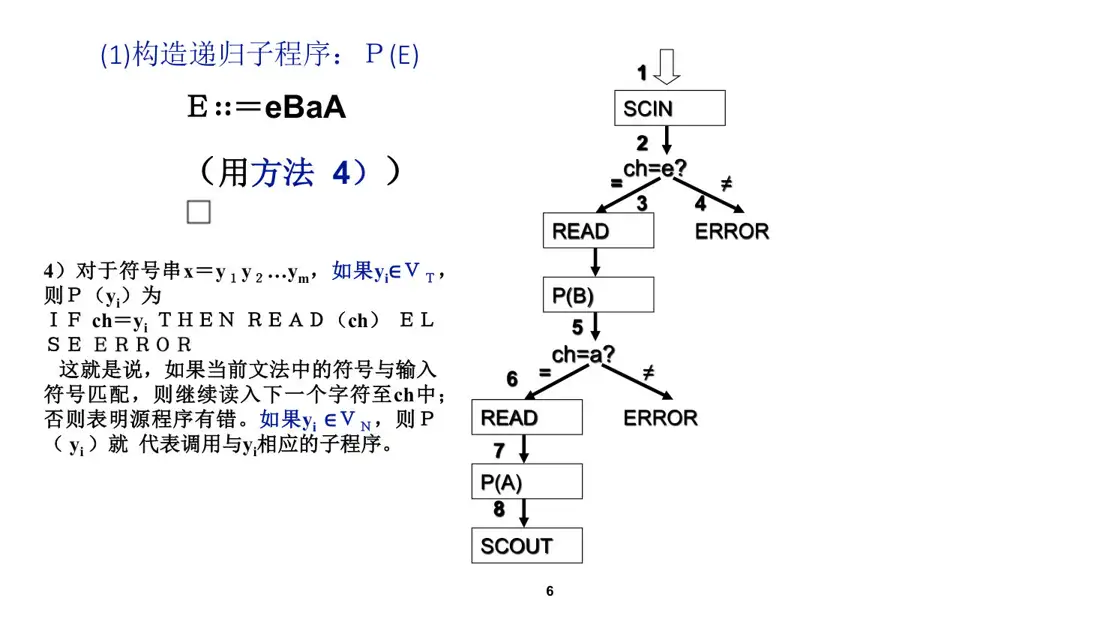 (1)构造递归子程序：Ｐ(E)
Ｅ::＝eBaA
（用方法 4））
4）对于符号串x＝y₁y₂…yₘ，如果yᵢ∈Ｖ_T，
则Ｐ（yᵢ）为
ＩＦ ch＝yᵢ ＴＨＥＮ ＲＥＡＤ（ch） ＥＬ
ＳＥ ＥＲＲＯＲ
这就是说，如果当前文法中的符号与输入
符号匹配，则继续读入下一个字符至ch中；
否则表明源程序有错。如果yᵢ ∈Ｖ_N，则Ｐ
（ yᵢ）就 代表调用与yᵢ相应的子程序。
1
SCIN
2
ch=e?
= ≠
3 4
READ ERROR
P(B)
5
ch=a?
6 = ≠
READ ERROR
7
P(A)
8
SCOUT
6